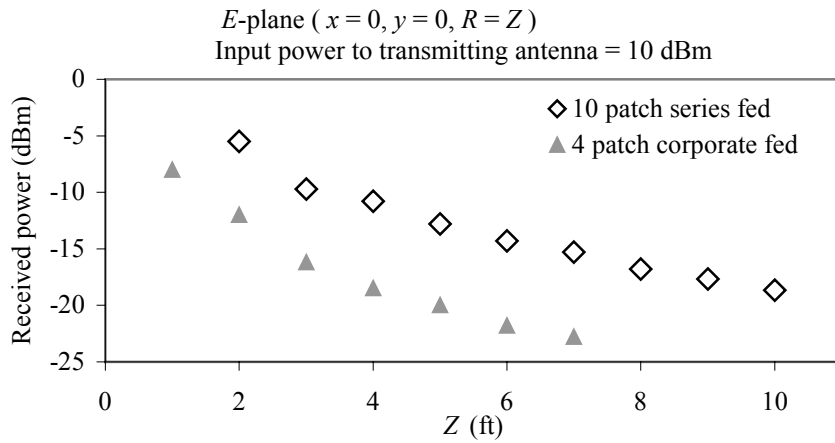 E-plane ( x = 0, y = 0, R = Z )
Input power to transmitting antenna = 10 dBm
0
-5
-10
-15
-20
-25
Received power (dBm)
10 patch series fed
4 patch corporate fed
0 2 4 6 8 10
Z (ft)